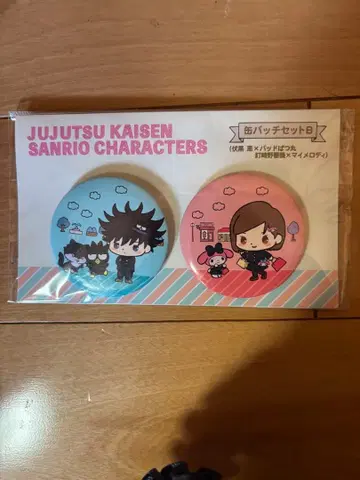 JUJUTSU KAISEN
SANRIO CHARACTERS
缶バッチセットB
(伏黒 恵×バッドばつ丸
釘崎野薔薇×マイメロディ)